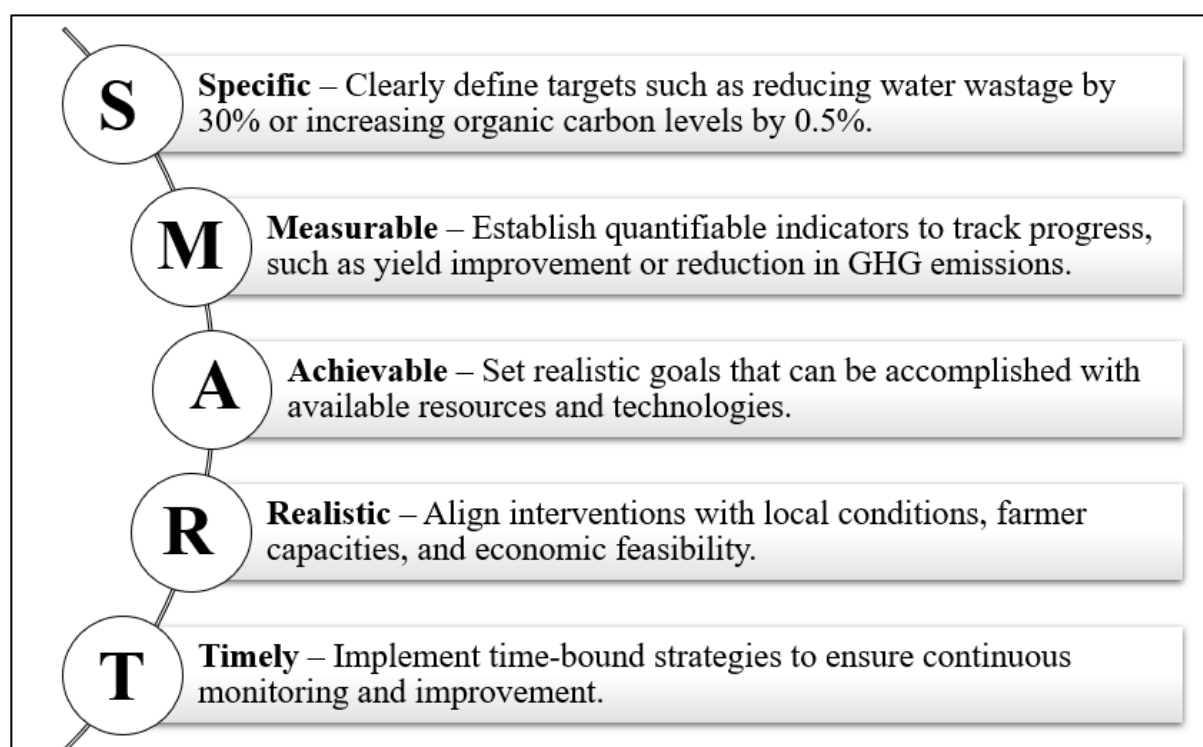 S
Specific – Clearly define targets such as reducing water wastage by
30% or increasing organic carbon levels by 0.5%.
M
Measurable – Establish quantifiable indicators to track progress,
such as yield improvement or reduction in GHG emissions.
A
Achievable – Set realistic goals that can be accomplished with
available resources and technologies.
R
Realistic – Align interventions with local conditions, farmer
capacities, and economic feasibility.
T
Timely – Implement time-bound strategies to ensure continuous
monitoring and improvement.